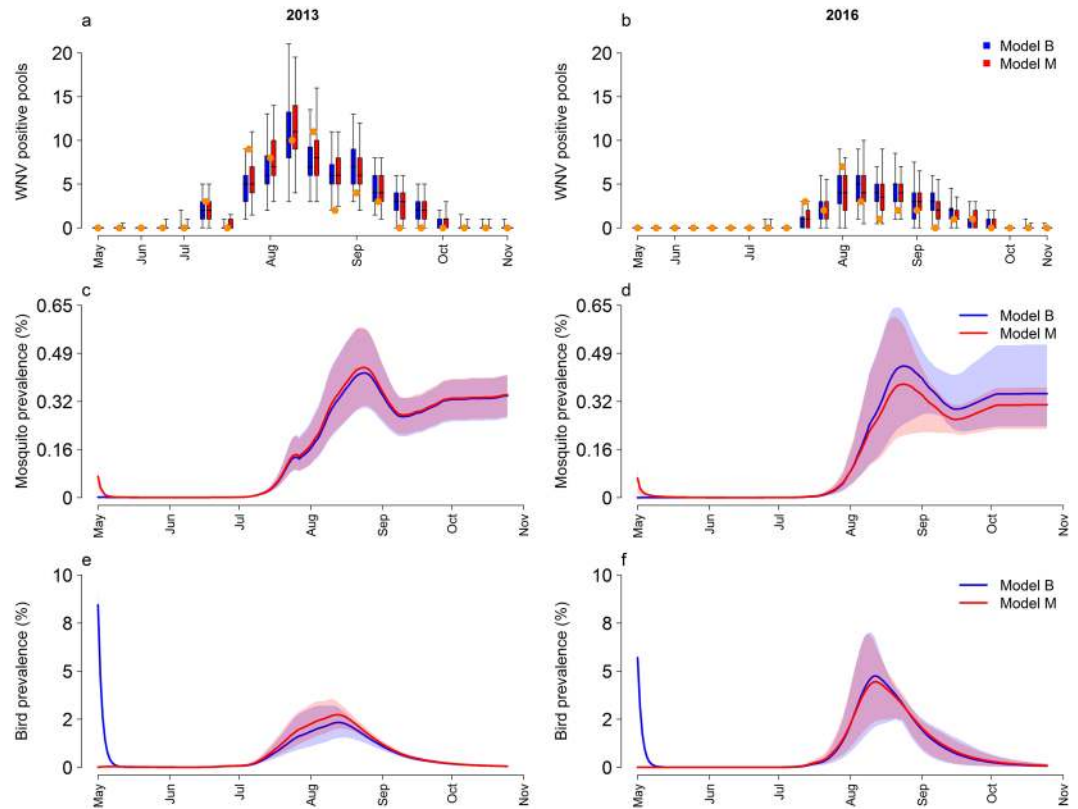 a
2013
WNV positive pools
20
15
10
5
0
May
Jun
Jul
Aug
Sep
Oct
Nov
b
2016
WNV positive pools
20
15
10
5
0
May
Jun
Jul
Aug
Sep
Oct
Nov
Model B
Model M
c
Mosquito prevalence (%)
0.65
0.49
0.32
0.16
0
May
Jun
Jul
Aug
Sep
Oct
Nov
d
Mosquito prevalence (%)
0.65
0.49
0.32
0.16
0
May
Jun
Jul
Aug
Sep
Oct
Nov
Model B
Model M
e
Bird prevalence (%)
10
8
5
2
0
May
Jun
Jul
Aug
Sep
Oct
Nov
f
Bird prevalence (%)
10
8
5
2
0
May
Jun
Jul
Aug
Sep
Oct
Nov
Model B
Model M